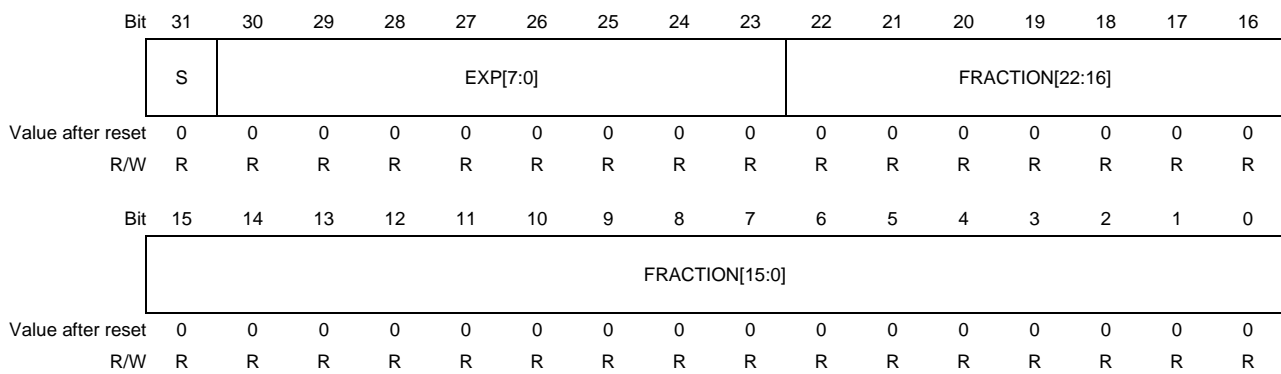 Bit 31 30 29 28 27 26 25 24 23 22 21 20 19 18 17 16
S EXP[7:0] FRACTION[22:16]
Value after reset 0 0 0 0 0 0 0 0 0 0 0 0 0 0 0 0
R/W R R R R R R R R R R R R R R R R
Bit 15 14 13 12 11 10 9 8 7 6 5 4 3 2 1 0
FRACTION[15:0]
Value after reset 0 0 0 0 0 0 0 0 0 0 0 0 0 0 0 0
R/W R R R R R R R R R R R R R R R R